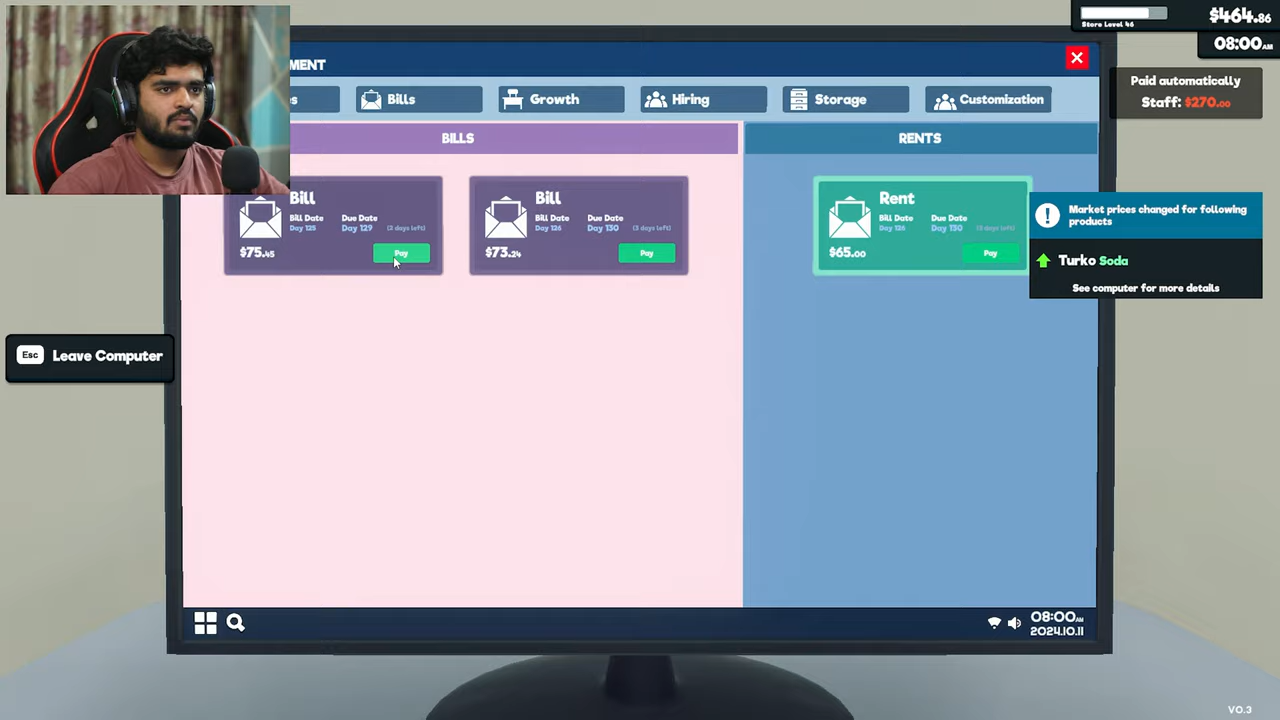 $464.86
Store Level 46
08:00AM
Paid automatically
Staff: $270.00
MENT
Bills
Growth
Hiring
Storage
Customization
BILLS
RENTS
Bill
Bill Date
Due Date
Day 125
Day 129
$75.45
Pay
Bill
Bill Date
Due Date
Day 126
Day 130
(3 days left)
$73.24
Pay
Rent
Bill Date
Due Date
Day 126
Day 130
(3 days left)
$65.00
Pay
Market prices changed for following
products
Turko Soda
See computer for more details
Esc Leave Computer
08:00AM
2024.10.11
V0.3